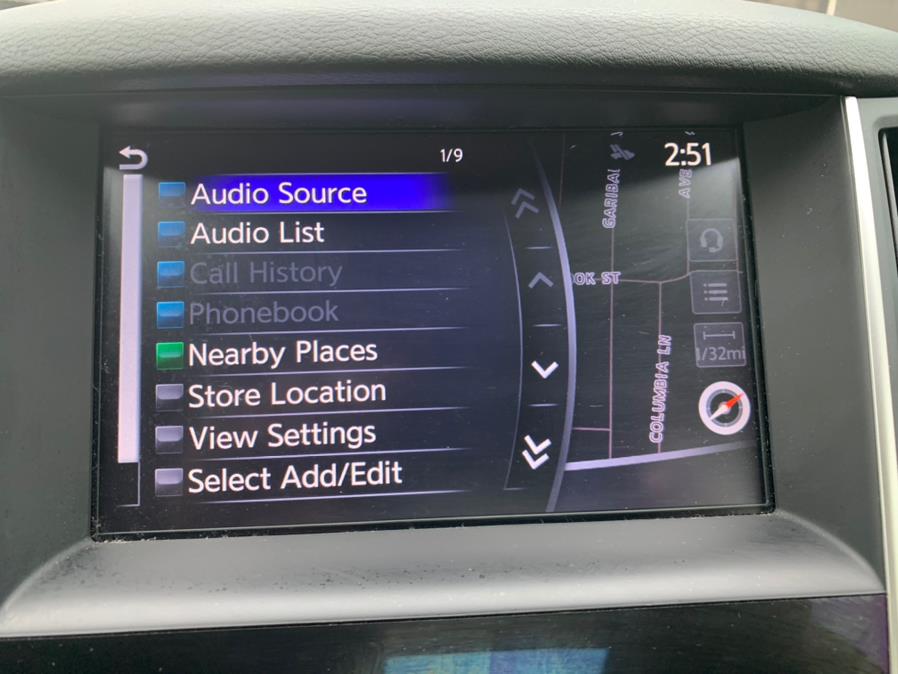 1/9
2:51
Audio Source
Audio List
Call History
Phonebook
Nearby Places
Store Location
View Settings
Select Add/Edit
GARIBAL
AVE
OK ST
1/32mi
COLUMBIA LN